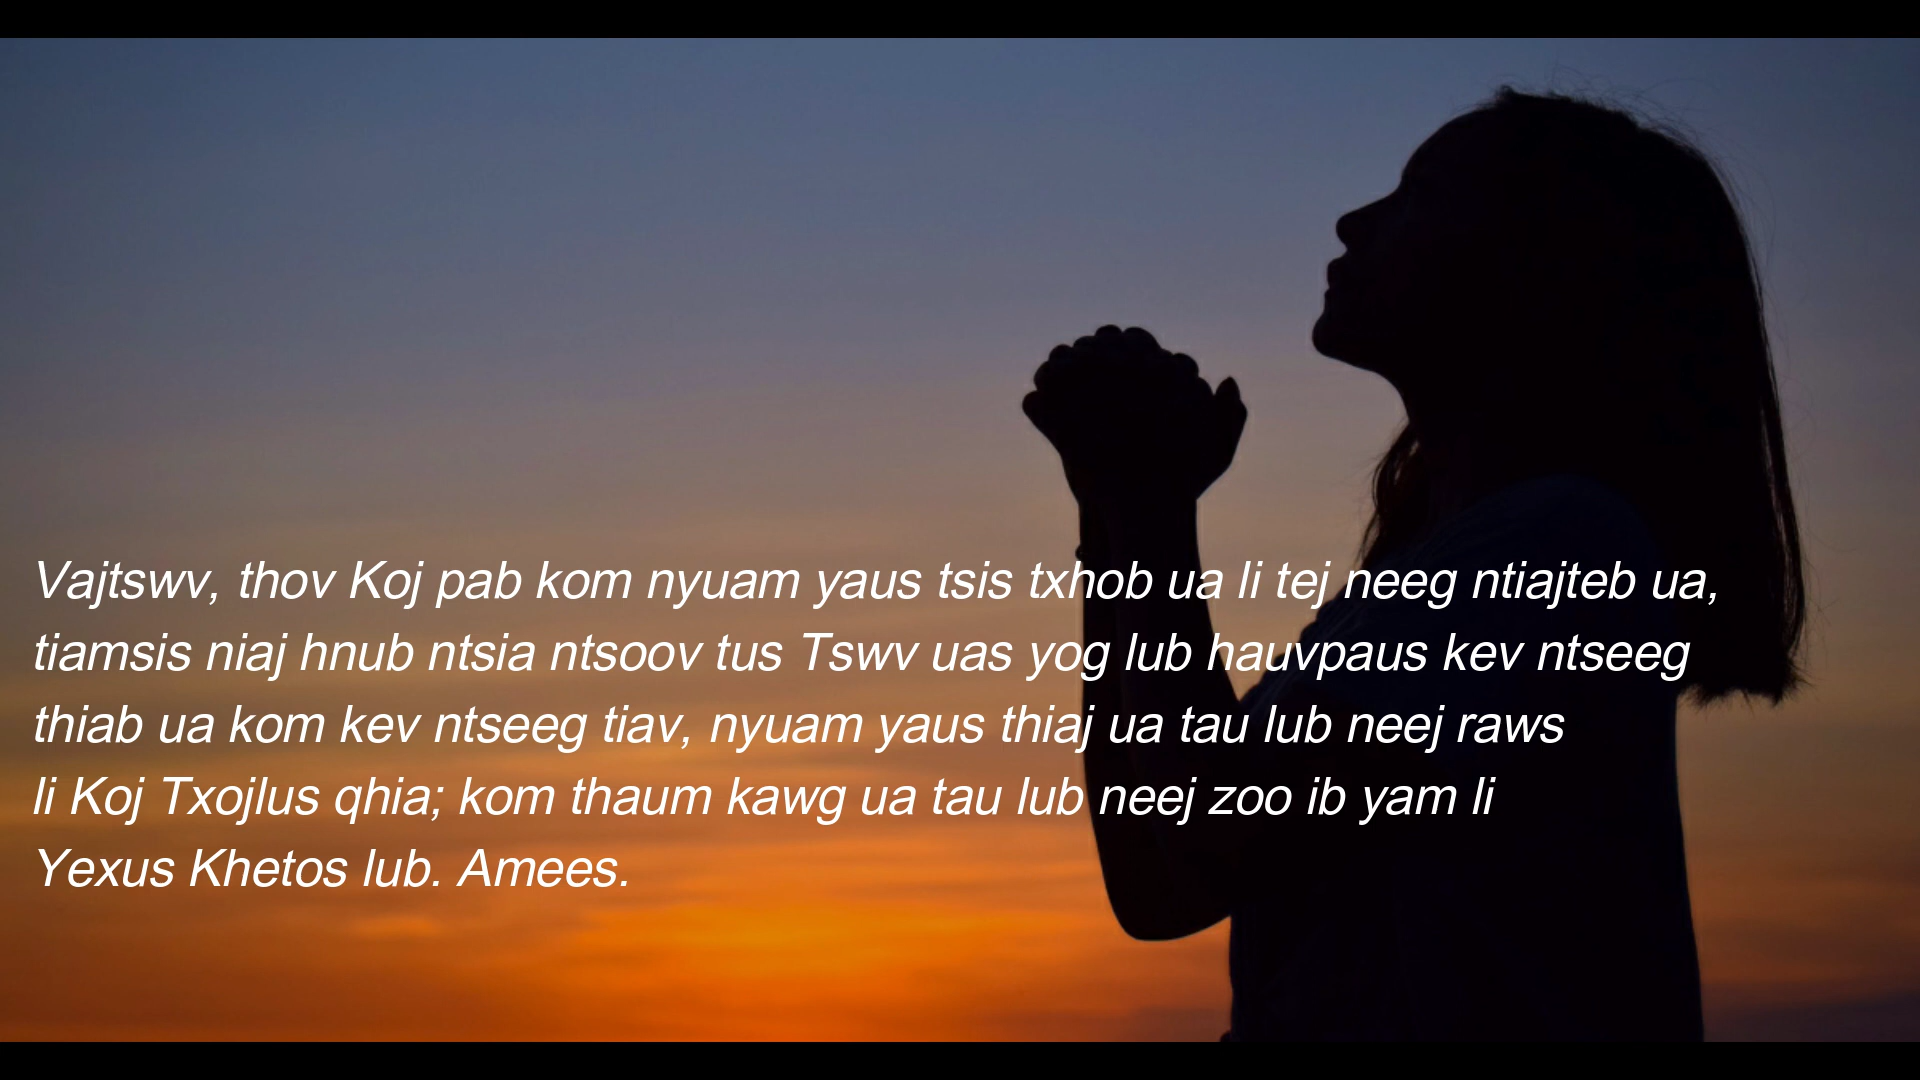 Vajtswv, thov Koj pab kom nyuam yaus tsis txhob ua li tej neeg ntiajteb ua,
tiamsis niaj hnub ntsia ntsoov tus Tswv uas yog lub hauvpaus kev ntseeg
thiab ua kom kev ntseeg tiav, nyuam yaus thiaj ua tau lub neej raws
li Koj Txojlus qhia; kom thaum kawg ua tau lub neej zoo ib yam li
Yexus Khetos lub. Amees.